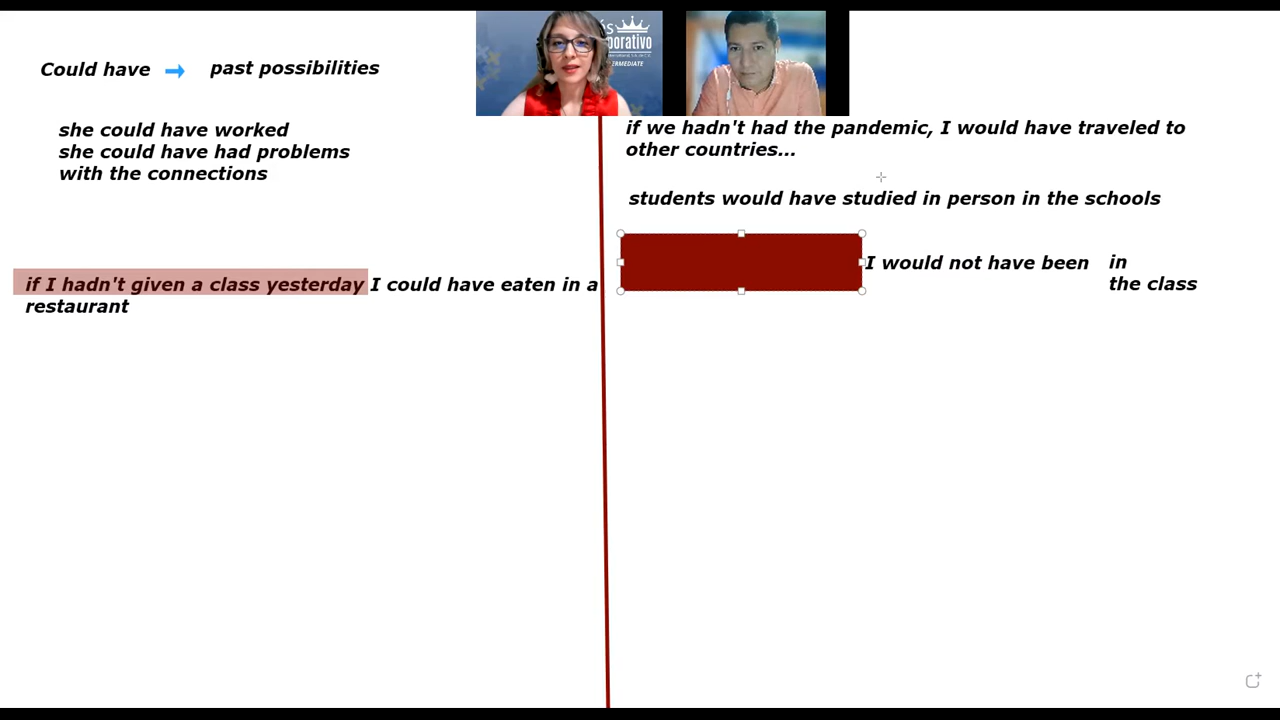 Could have
past possibilities
she could have worked
she could have had problems
with the connections
if I hadn't given a class yesterday I could have eaten in a
restaurant
if we hadn't had the pandemic, I would have traveled to
other countries...
students would have studied in person in the schools
I would not have been
in
the class